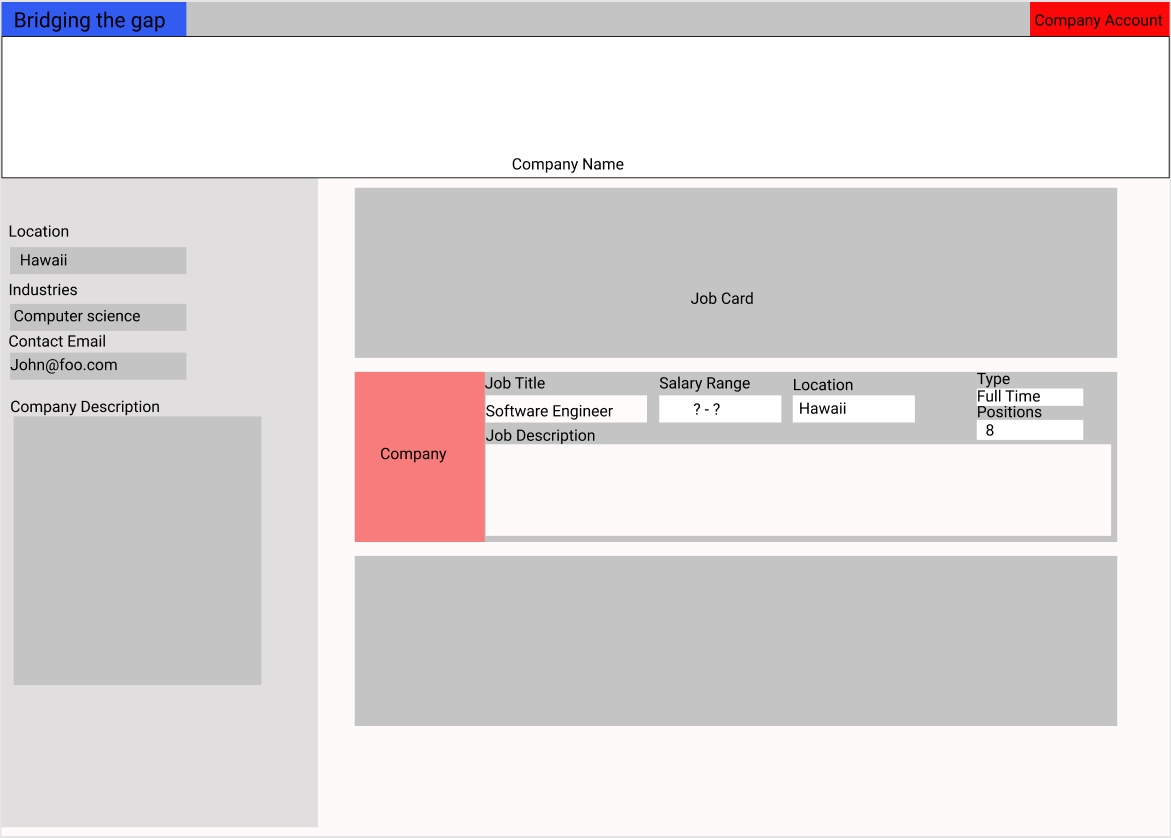 Bridging the gap
Company Account
Company Name
Location
Hawaii
Industries
Computer science
Contact Email
John@foo.com
Company Description
Job Card
Company
Job Title
Software Engineer
Salary Range
? - ?
Location
Hawaii
Type
Full Time
Positions
8
Job Description